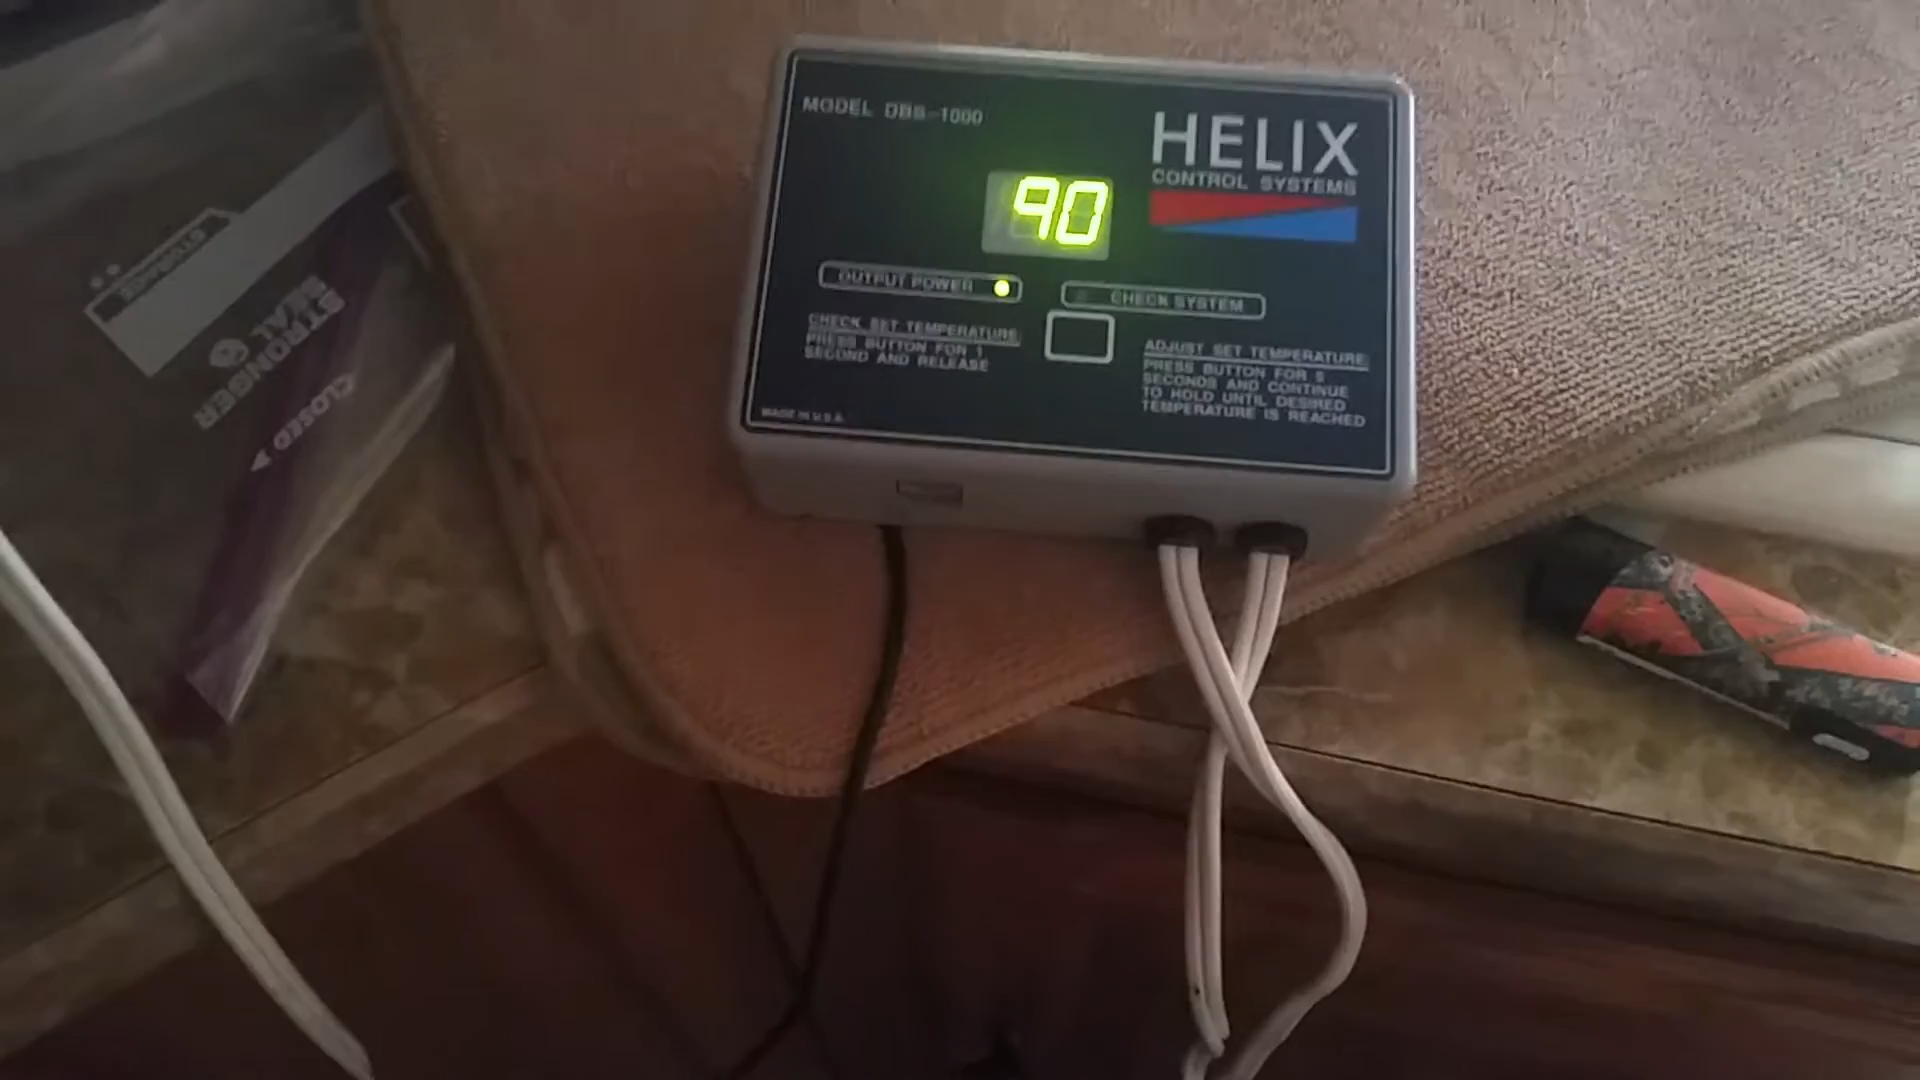 MODEL DBS-1000
HELIX
CONTROL SYSTEMS
90
OUTPUT POWER
CHECK SYSTEM
CHECK SET TEMPERATURE:
PRESS BUTTON FOR 1
SECOND AND RELEASE
ADJUST SET TEMPERATURE:
PRESS BUTTON FOR 5
SECONDS AND CONTINUE
TO HOLD UNTIL DESIRED
TEMPERATURE IS REACHED
MADE IN U.S.A.
STORAGE
STRONGER
SEAL
CLOSED